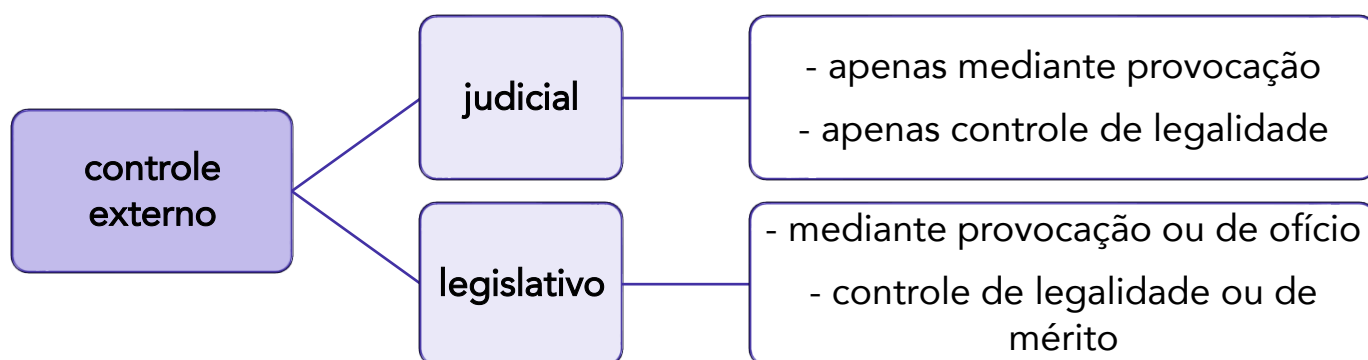 controle
externo
judicial
- apenas mediante provocação
- apenas controle de legalidade
legislativo
- mediante provocação ou de ofício
- controle de legalidade ou de
mérito